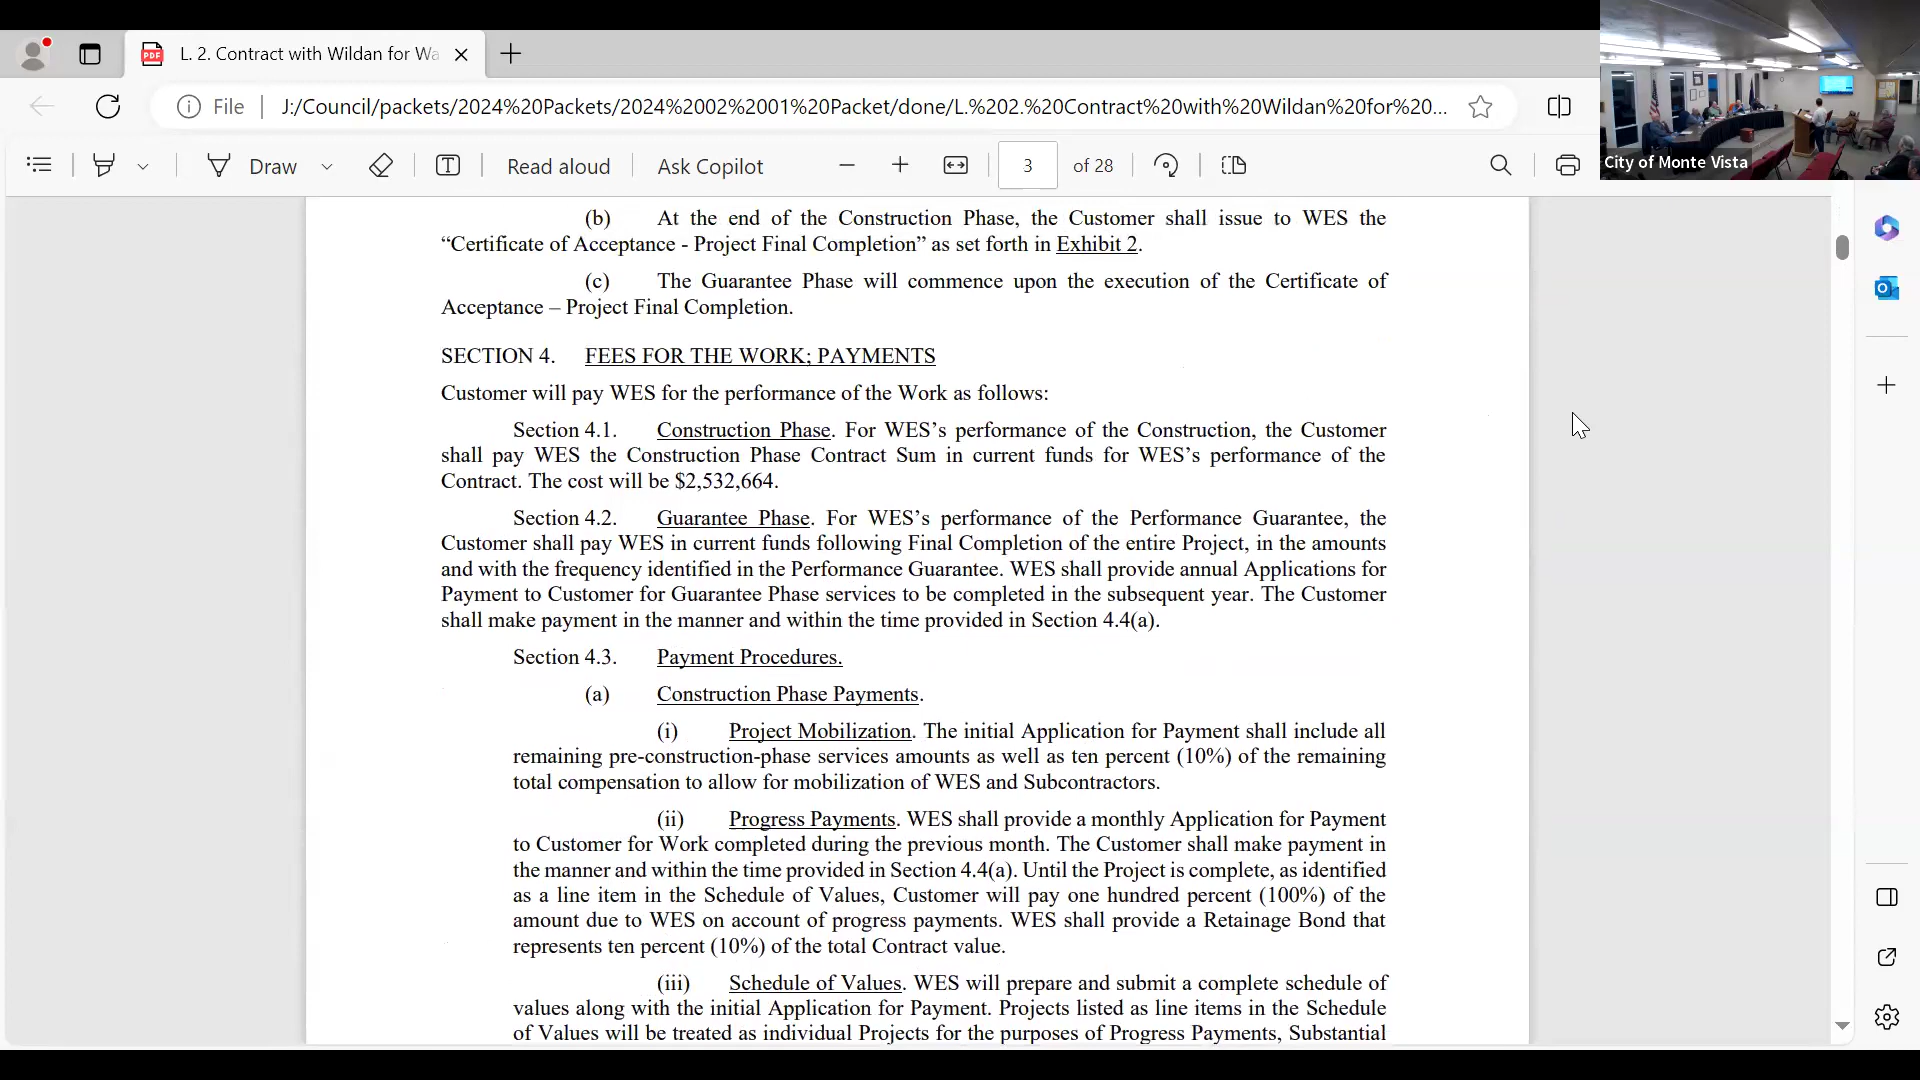 L. 2. Contract with Wildan for Wa
File
J:/Council/packets/2024%20Packets/2024%2002%2001%20Packet/done/L.%202.%20Contract%20with%20Wildan%20for%20...
Draw
Read aloud
Ask Copilot
3
of 28
City of Monte Vista
(b) At the end of the Construction Phase, the Customer shall issue to WES the
“Certificate of Acceptance - Project Final Completion” as set forth in Exhibit 2.
(c) The Guarantee Phase will commence upon the execution of the Certificate of
Acceptance – Project Final Completion.
SECTION 4. FEES FOR THE WORK; PAYMENTS
Customer will pay WES for the performance of the Work as follows:
Section 4.1. Construction Phase. For WES’s performance of the Construction, the Customer
shall pay WES the Construction Phase Contract Sum in current funds for WES’s performance of the
Contract. The cost will be $2,532,664.
Section 4.2. Guarantee Phase. For WES’s performance of the Performance Guarantee, the
Customer shall pay WES in current funds following Final Completion of the entire Project, in the amounts
and with the frequency identified in the Performance Guarantee. WES shall provide annual Applications for
Payment to Customer for Guarantee Phase services to be completed in the subsequent year. The Customer
shall make payment in the manner and within the time provided in Section 4.4(a).
Section 4.3. Payment Procedures.
(a) Construction Phase Payments.
(i) Project Mobilization. The initial Application for Payment shall include all
remaining pre-construction-phase services amounts as well as ten percent (10%) of the remaining
total compensation to allow for mobilization of WES and Subcontractors.
(ii) Progress Payments. WES shall provide a monthly Application for Payment
to Customer for Work completed during the previous month. The Customer shall make payment in
the manner and within the time provided in Section 4.4(a). Until the Project is complete, as identified
as a line item in the Schedule of Values, Customer will pay one hundred percent (100%) of the
amount due to WES on account of progress payments. WES shall provide a Retainage Bond that
represents ten percent (10%) of the total Contract value.
(iii) Schedule of Values. WES will prepare and submit a complete schedule of
values along with the initial Application for Payment. Projects listed as line items in the Schedule
of Values will be treated as individual Projects for the purposes of Progress Payments, Substantial